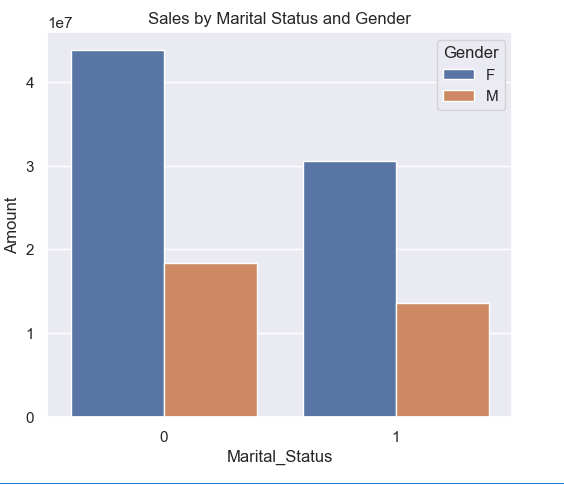 Sales by Marital Status and Gender
1e7
Gender
F
M
4
3
2
1
0
Amount
0 1
Marital_Status